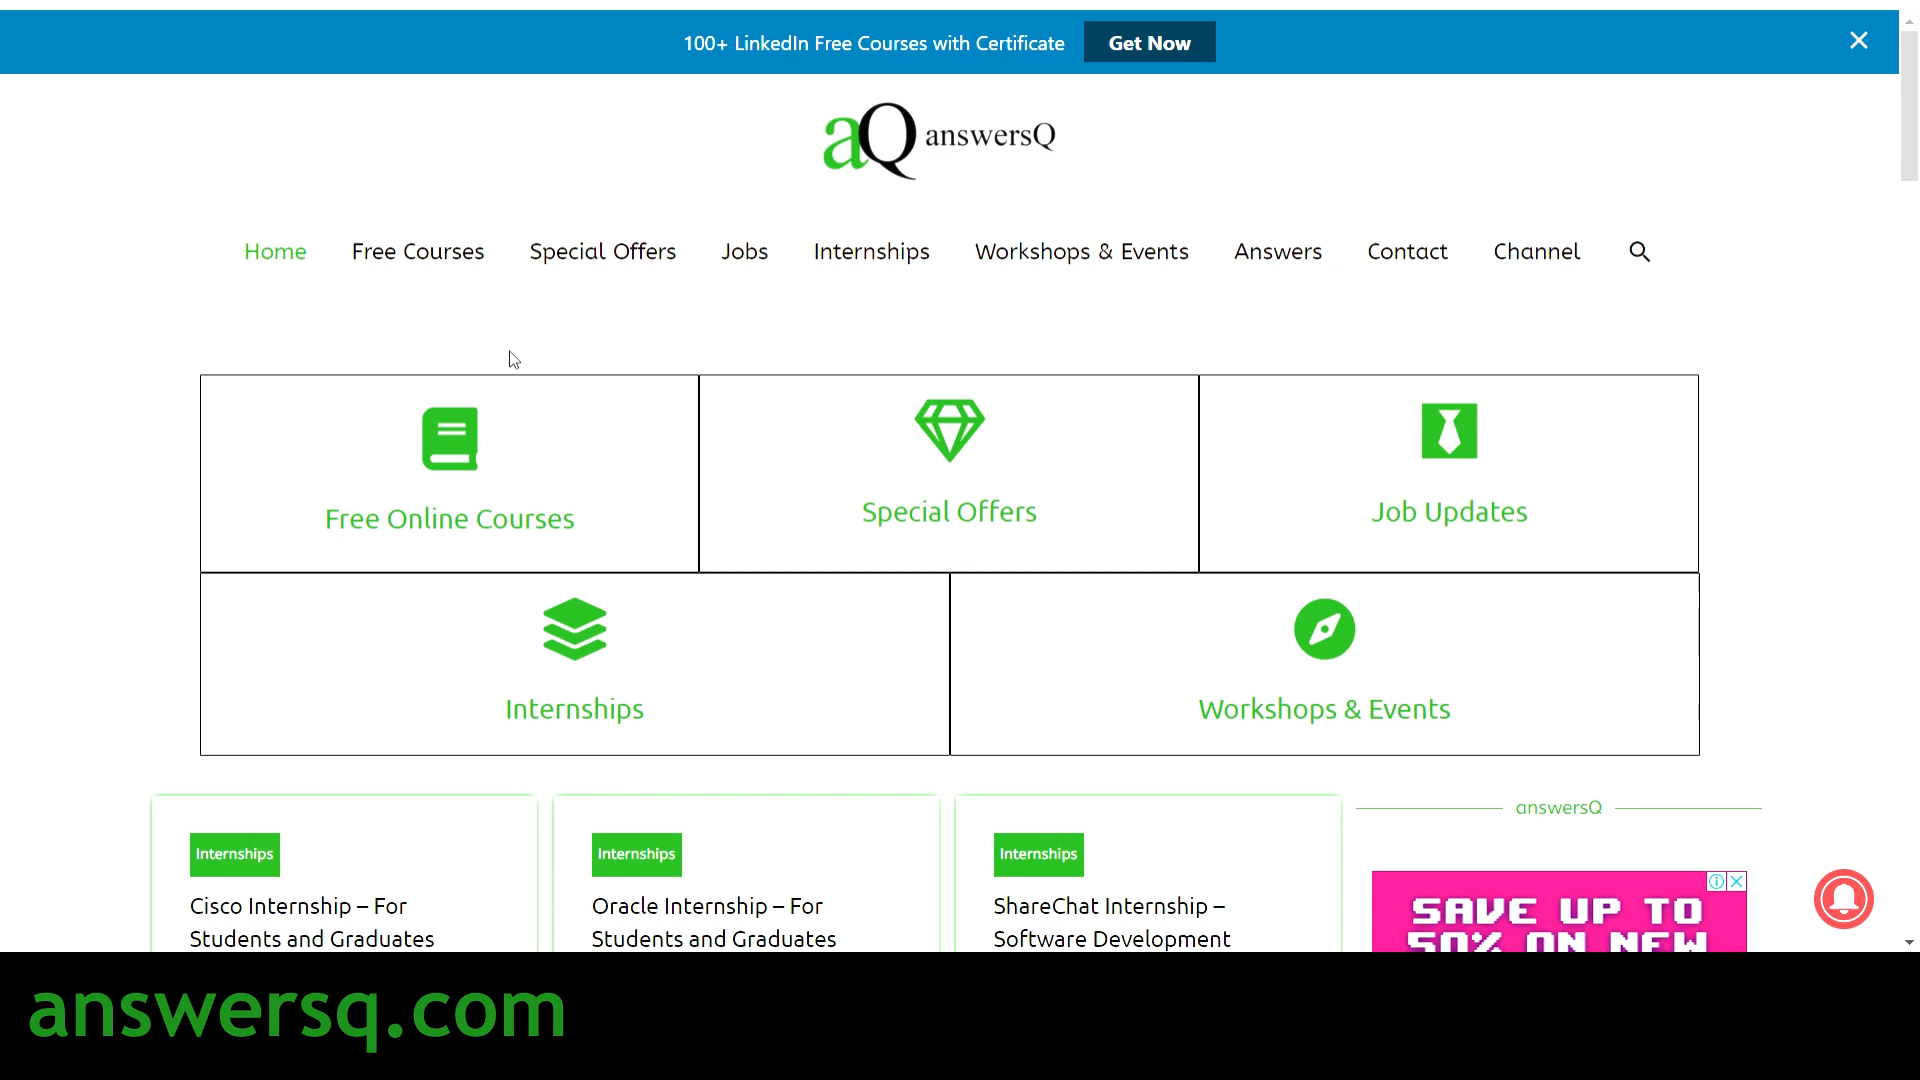 100+ LinkedIn Free Courses with Certificate Get Now
aQ answersQ
Home Free Courses Special Offers Jobs Internships Workshops & Events Answers Contact Channel
Free Online Courses Special Offers Job Updates
Internships Workshops & Events
answersQ
Internships Internships Internships
Cisco Internship – For
Students and Graduates
Oracle Internship – For
Students and Graduates
ShareChat Internship –
Software Development
SAVE UP TO
50% ON NEW
answersq.com